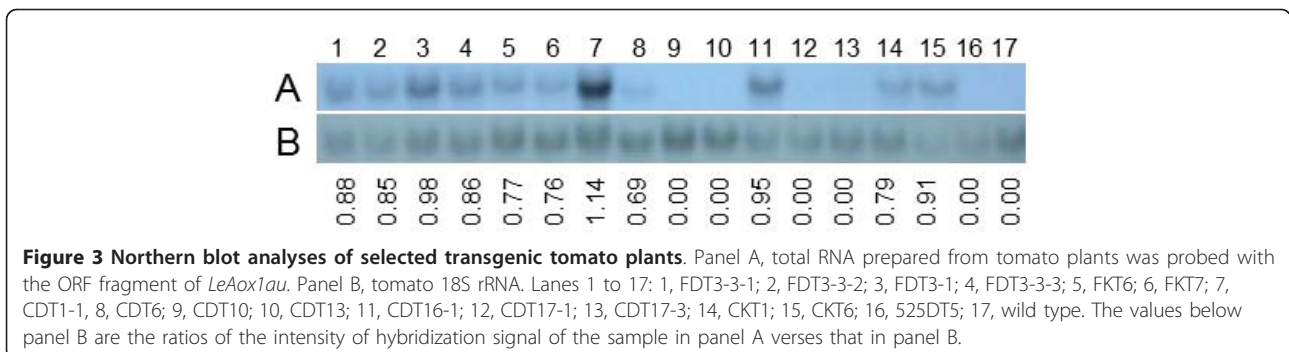 1 2 3 4 5 6 7 8 9 10 11 12 13 14 15 16 17
A
B
0.88 0.85 0.98 0.86 0.77 0.76 1.14 0.69 0.00 0.00 0.95 0.00 0.00 0.79 0.91 0.00 0.00
Figure 3 Northern blot analyses of selected transgenic tomato plants. Panel A, total RNA prepared from tomato plants was probed with
the ORF fragment of LeAox1au. Panel B, tomato 18S rRNA. Lanes 1 to 17: 1, FDT3-3-1; 2, FDT3-3-2; 3, FDT3-1; 4, FDT3-3-3; 5, FKT6; 6, FKT7; 7,
CDT1-1, 8, CDT6; 9, CDT10; 10, CDT13; 11, CDT16-1; 12, CDT17-1; 13, CDT17-3; 14, CKT1; 15, CKT6; 16, 525DT5; 17, wild type. The values below
panel B are the ratios of the intensity of hybridization signal of the sample in panel A verses that in panel B.